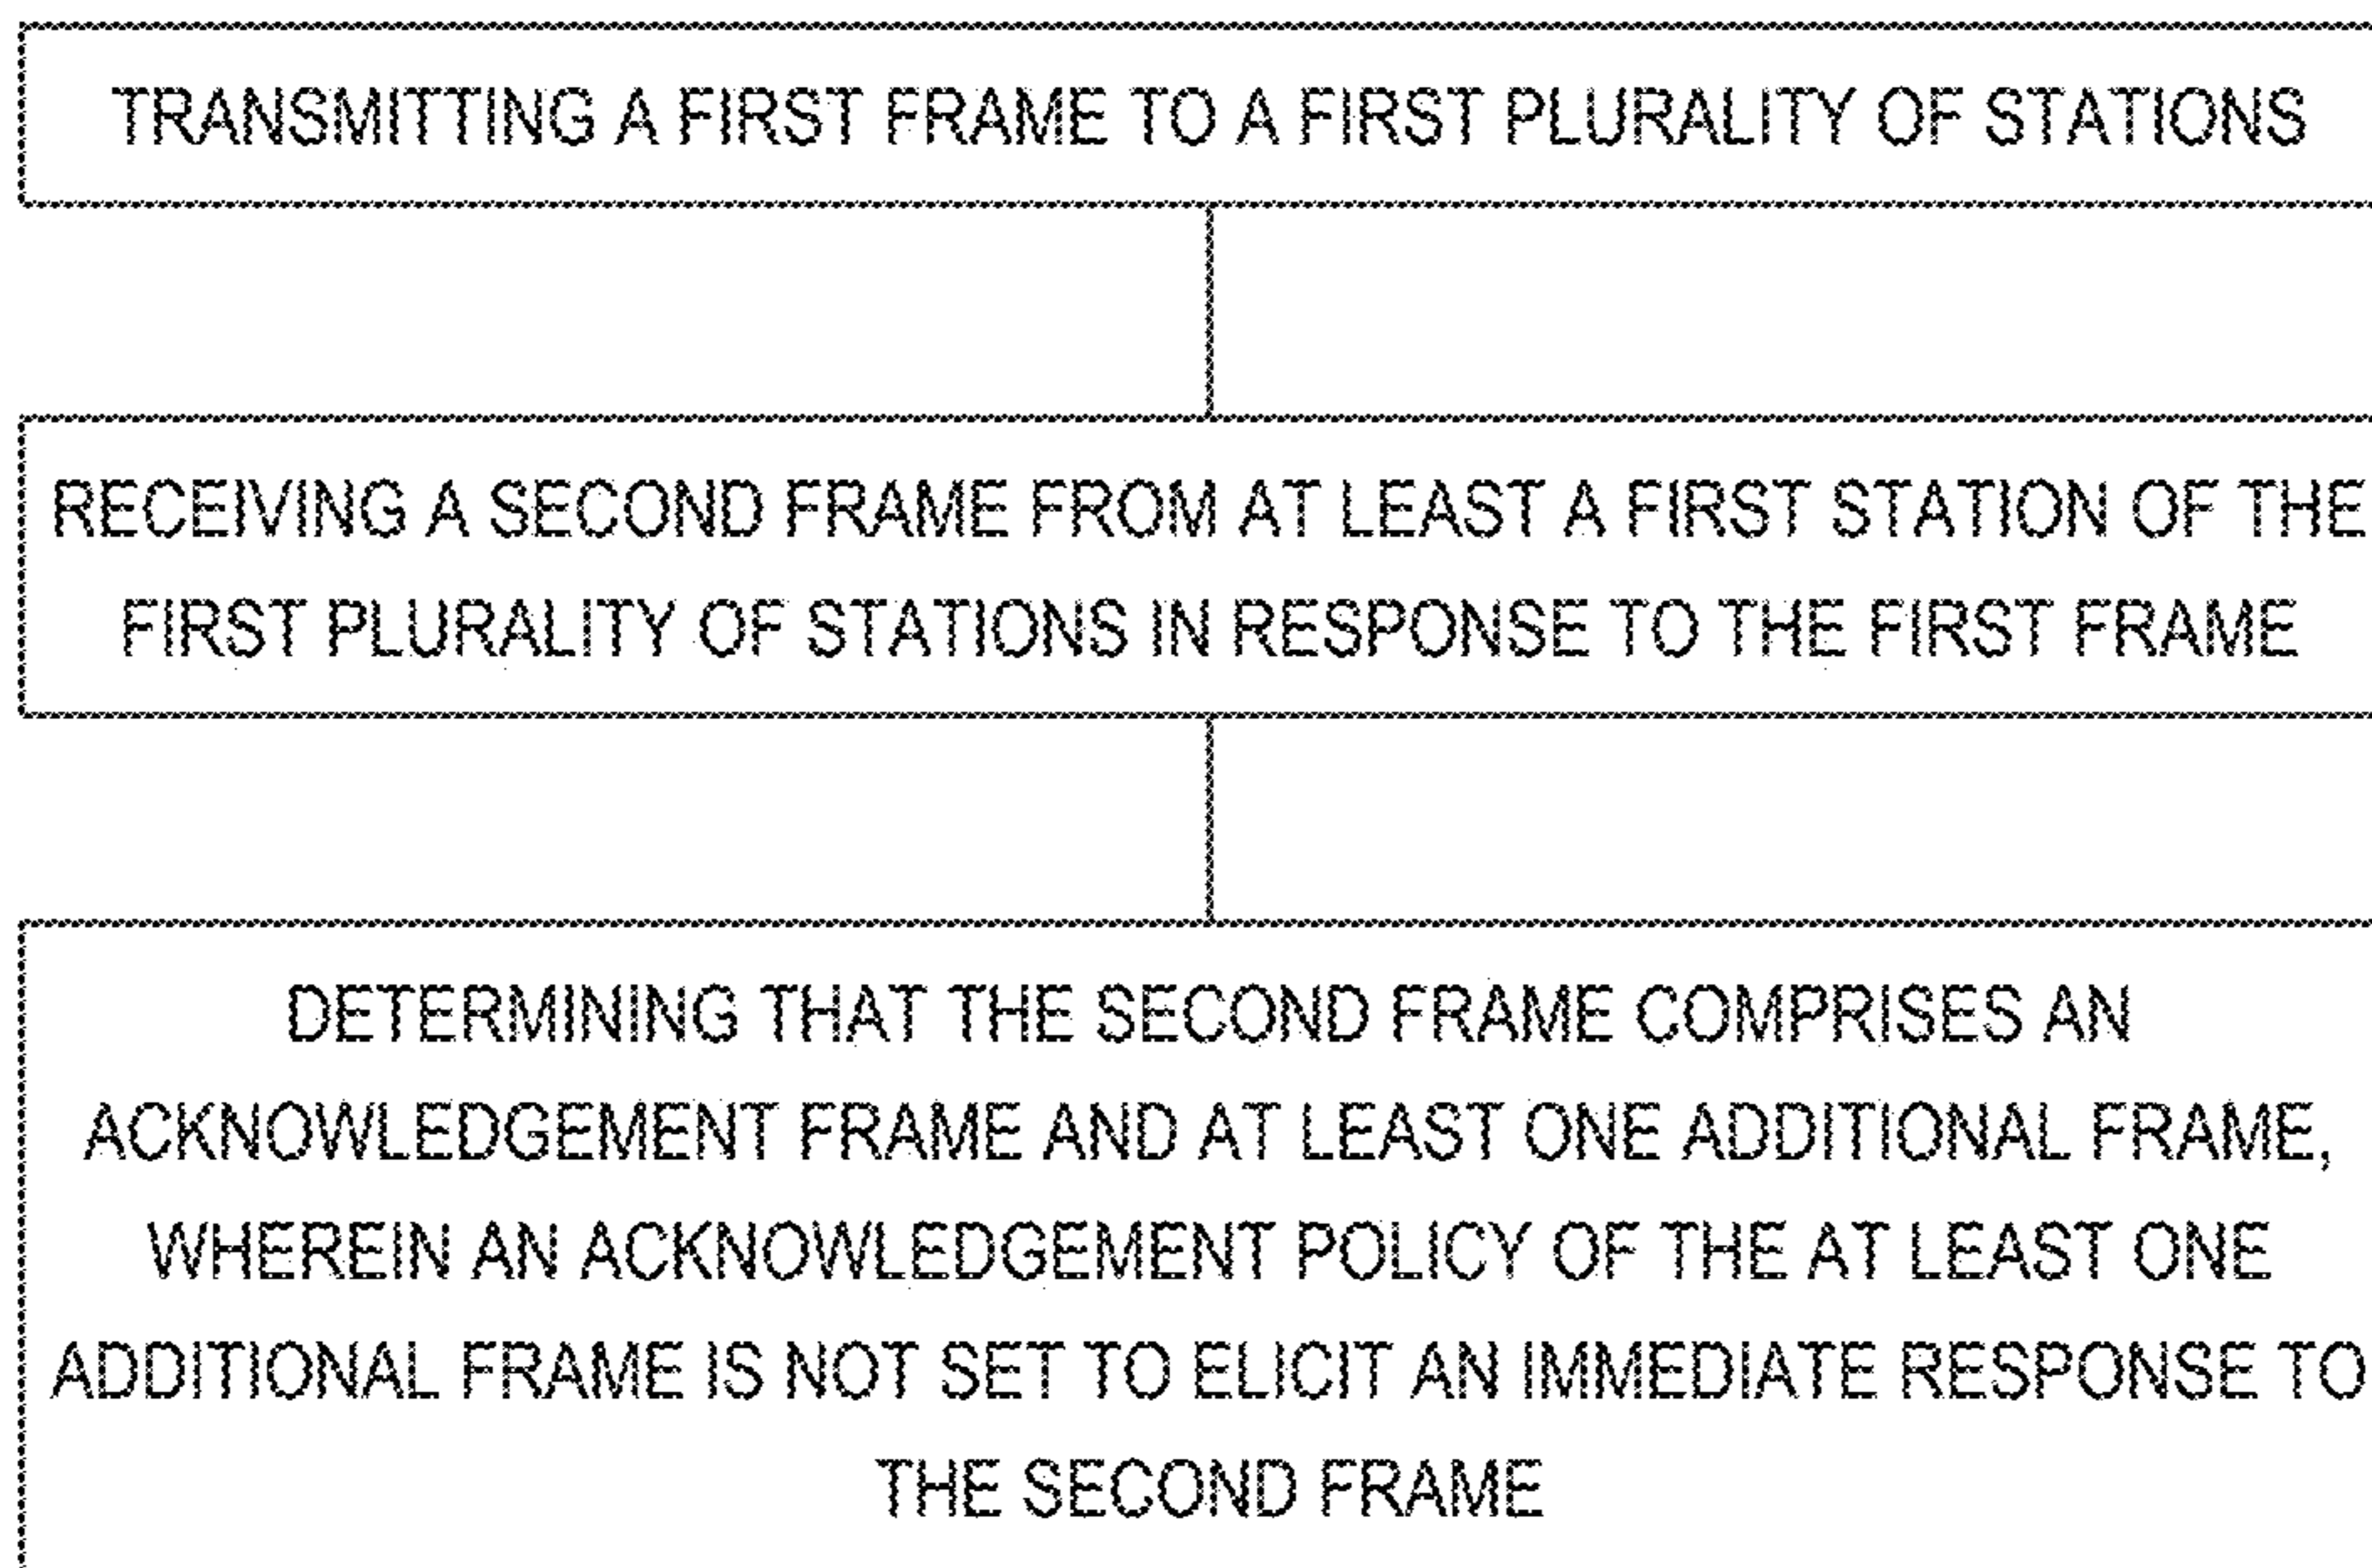 TRANSMITTING A FIRST FRAME TO A FIRST PLURALITY OF STATIONS
RECEIVING A SECOND FRAME FROM AT LEAST A FIRST STATION OF THE
FIRST PLURALITY OF STATIONS IN RESPONSE TO THE FIRST FRAME
DETERMINING THAT THE SECOND FRAME COMPRISES AN
ACKNOWLEDGEMENT FRAME AND AT LEAST ONE ADDITIONAL FRAME,
WHEREIN AN ACKNOWLEDGEMENT POLICY OF THE AT LEAST ONE
ADDITIONAL FRAME IS NOT SET TO ELICIT AN IMMEDIATE RESPONSE TO
THE SECOND FRAME